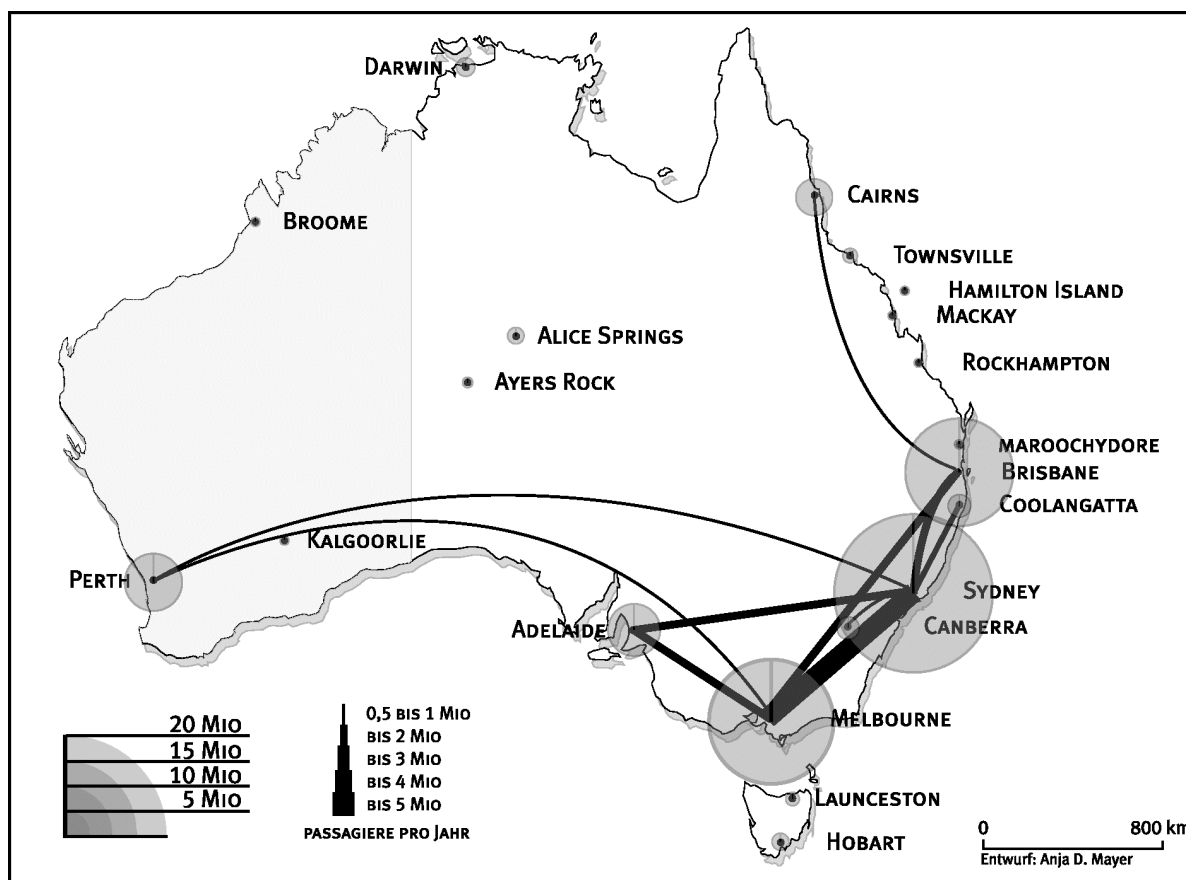 Darwin
Cairns
Broome
Townsville
Hamilton Island
Mackay
Alice Springs
Rockhampton
Ayers Rock
Maroochydore
Brisbane
Coolangatta
Kalgoorlie
Perth
Sydney
Adelaide
Canberra
Melbourne
20 Mio
15 Mio
10 Mio
5 Mio
0,5 bis 1 Mio
bis 2 Mio
bis 3 Mio
bis 4 Mio
bis 5 Mio
Passagiere pro Jahr
Launceston
Hobart
0 800 km
Entwurf: Anja D. Mayer